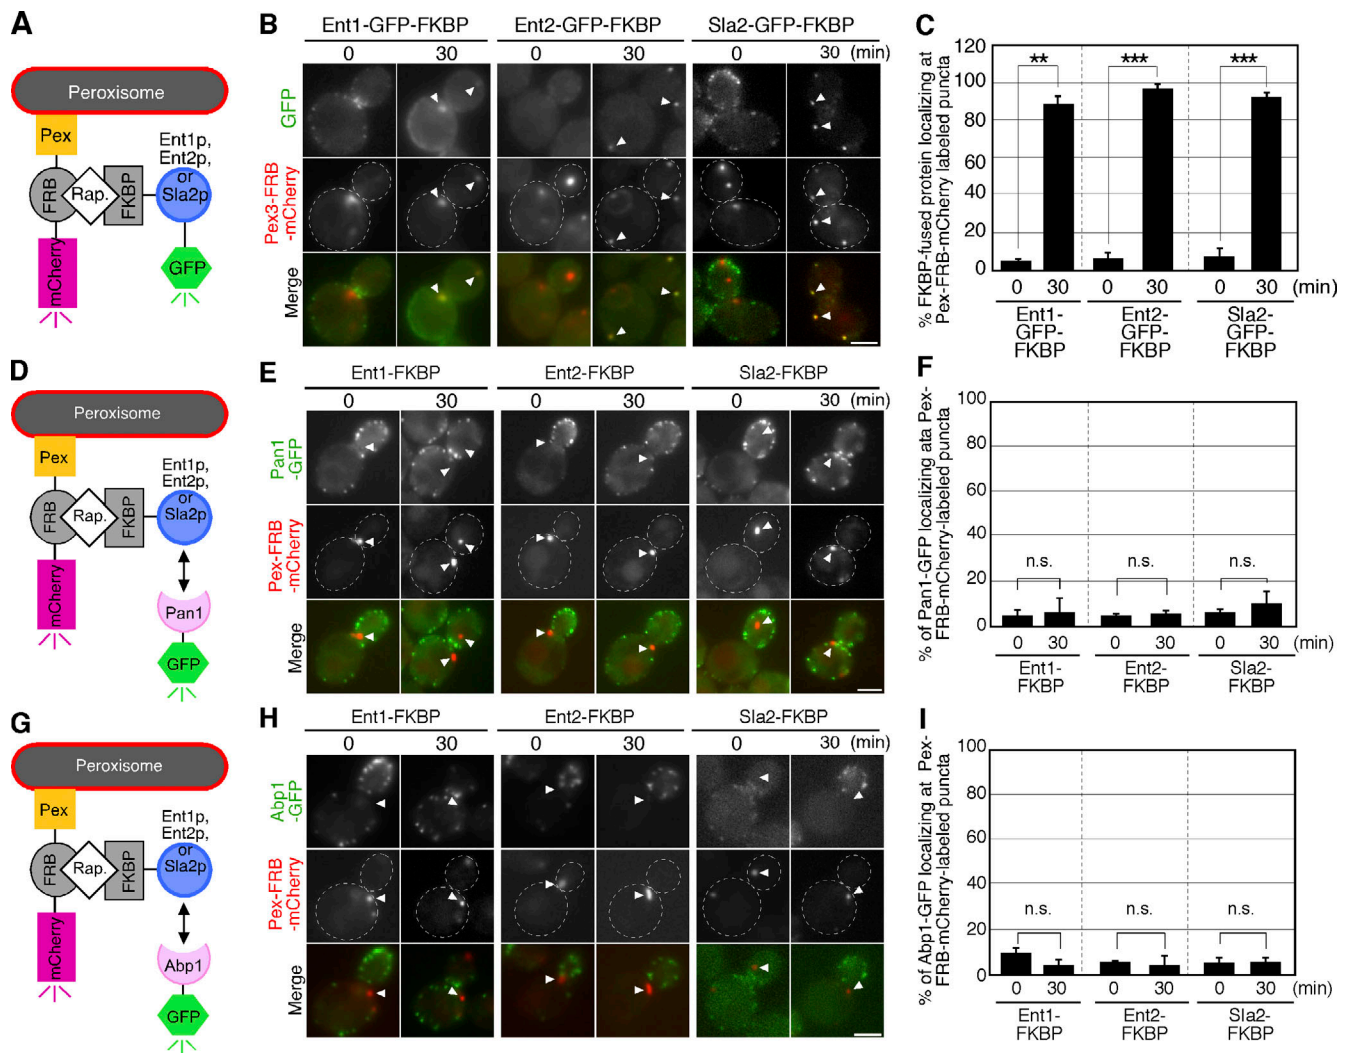 A
Peroxisome
Pex
Ent1p,
Ent2p,
or
Sla2p
FRB
Rap.
FKBP
mCherry
GFP
B
Ent1-GFP-FKBP
Ent2-GFP-FKBP
Sla2-GFP-FKBP
0
30
0
30
0
30
(min)
GFP
Pex3-FRB
-mCherry
Merge
C
% FKBP-fused protein localizing at
Pex-FRB-mCherry labeled puncta
120
100
80
60
40
20
0
**
***
***
0
30
0
30
0
30
(min)
Ent1-
GFP-
FKBP
Ent2-
GFP-
FKBP
Sla2-
GFP-
FKBP
D
Peroxisome
Pex
Ent1p,
Ent2p,
or
Sla2p
FRB
Rap.
FKBP
mCherry
Pan1
GFP
E
Ent1-FKBP
Ent2-FKBP
Sla2-FKBP
0
30
0
30
0
30
(min)
Pan1
-GFP
Pex-FRB
-mCherry
Merge
F
% of Pan1-GFP localizing ata Pex-
FRB-mCherry-labeled puncta
100
80
60
40
20
0
n.s.
n.s.
n.s.
0
30
0
30
0
30
(min)
Ent1-
FKBP
Ent2-
FKBP
Sla2-
FKBP
G
Peroxisome
Pex
Ent1p,
Ent2p,
or
Sla2p
FRB
Rap.
FKBP
mCherry
Abp1
GFP
H
Ent1-FKBP
Ent2-FKBP
Sla2-FKBP
0
30
0
30
0
30
(min)
Abp1
-GFP
Pex-FRB
-mCherry
Merge
I
% of Abp1-GFP localizing at Pex-
FRB-mCherry-labeled puncta
100
80
60
40
20
0
n.s.
n.s.
n.s.
0
30
0
30
0
30
(min)
Ent1-
FKBP
Ent2-
FKBP
Sla2-
FKBP